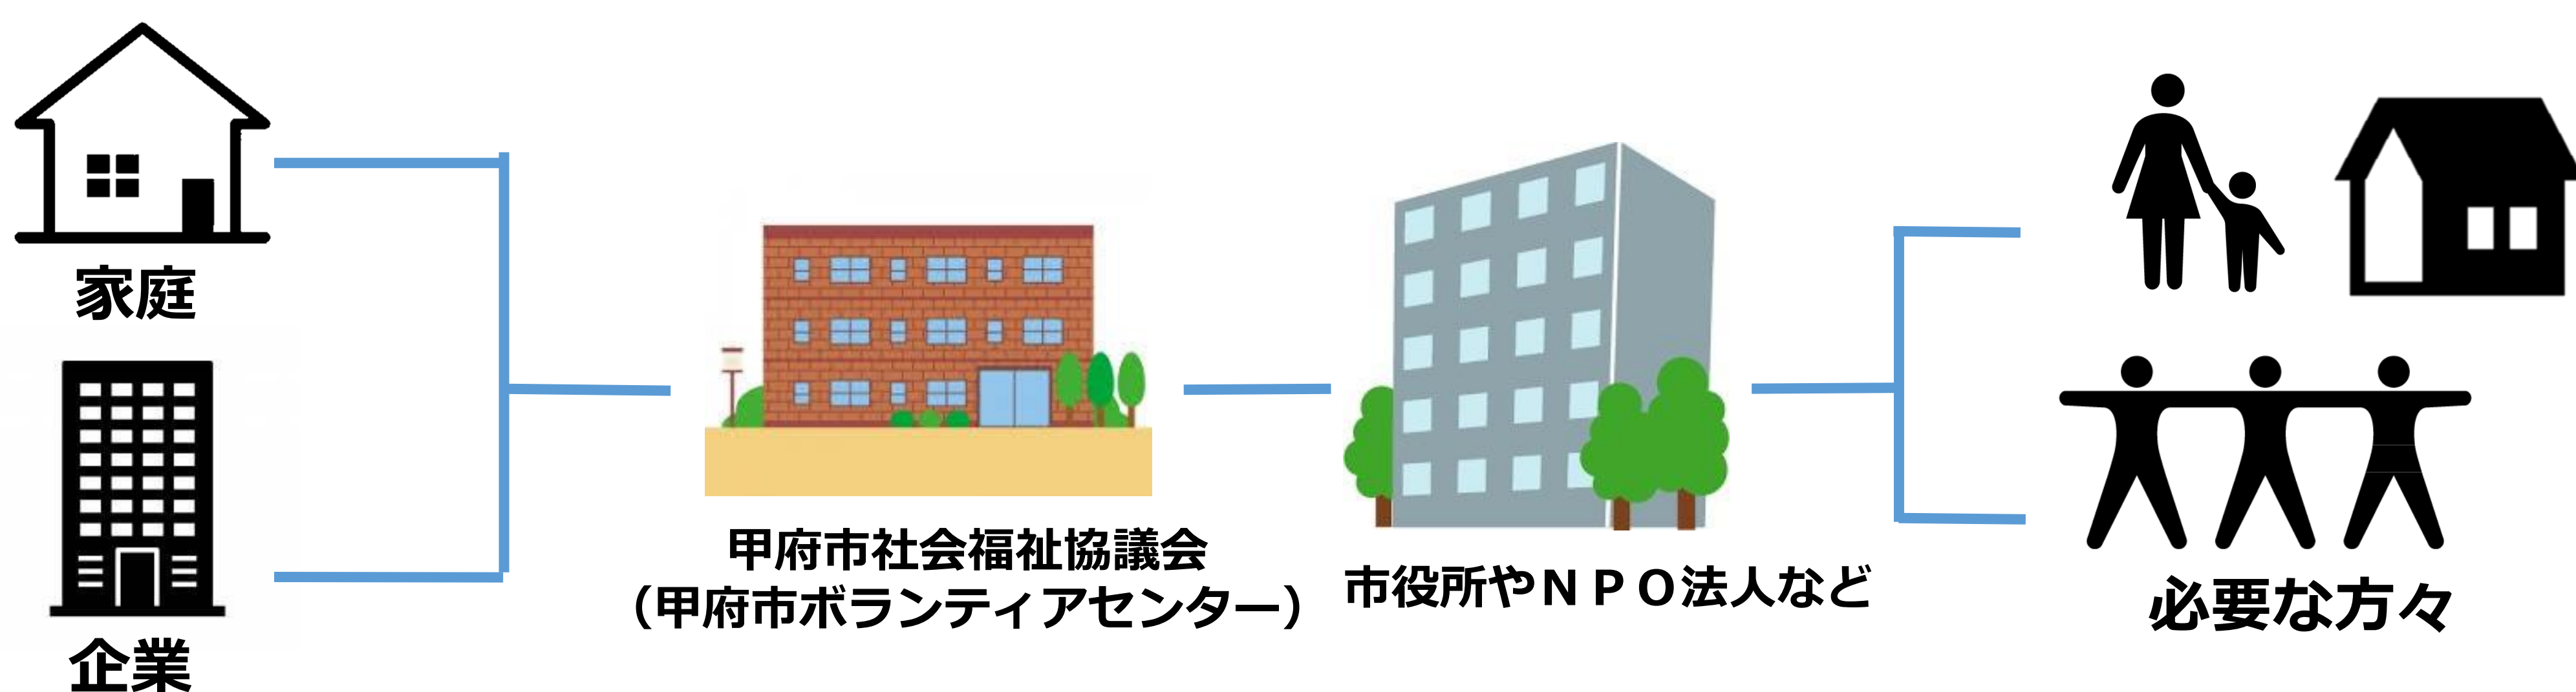 家庭
企業
甲府市社会福祉協議会
（甲府市ボランティアセンター）
市役所やＮＰＯ法人など
必要な方々